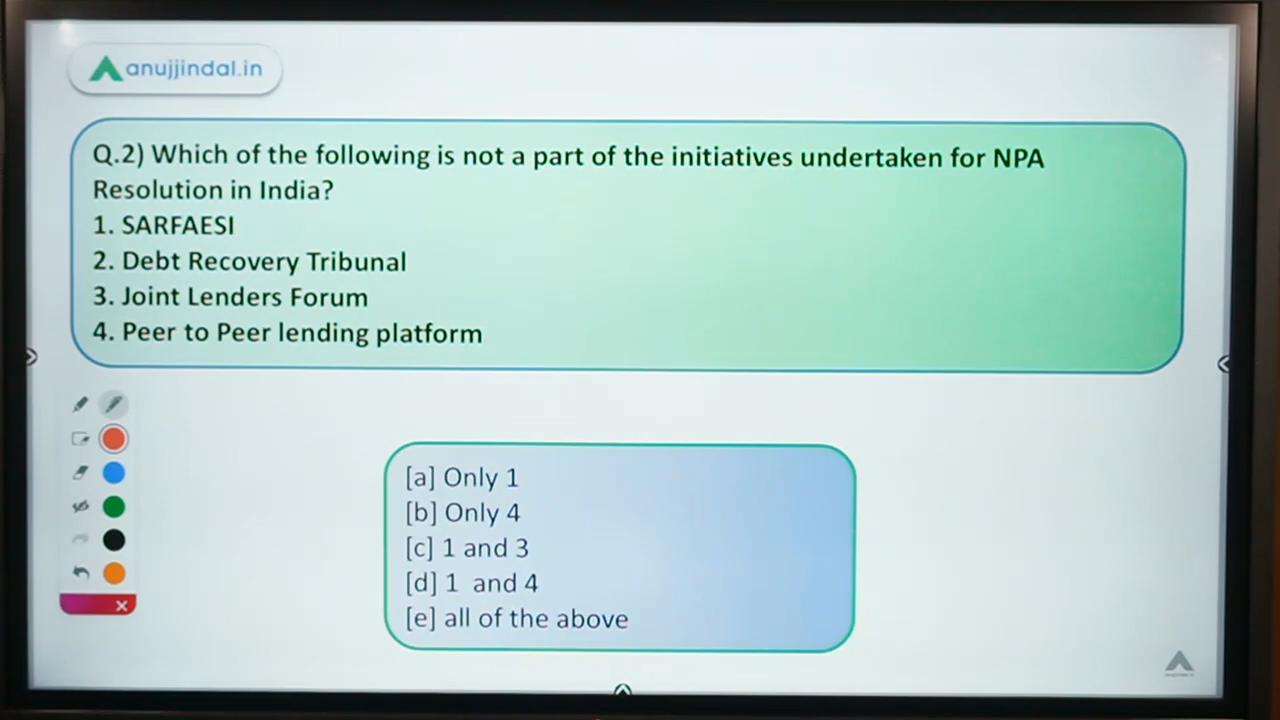 anujjindal.in
Q.2) Which of the following is not a part of the initiatives undertaken for NPA
Resolution in India?
1. SARFAESI
2. Debt Recovery Tribunal
3. Joint Lenders Forum
4. Peer to Peer lending platform
[a] Only 1
[b] Only 4
[c] 1 and 3
[d] 1 and 4
[e] all of the above